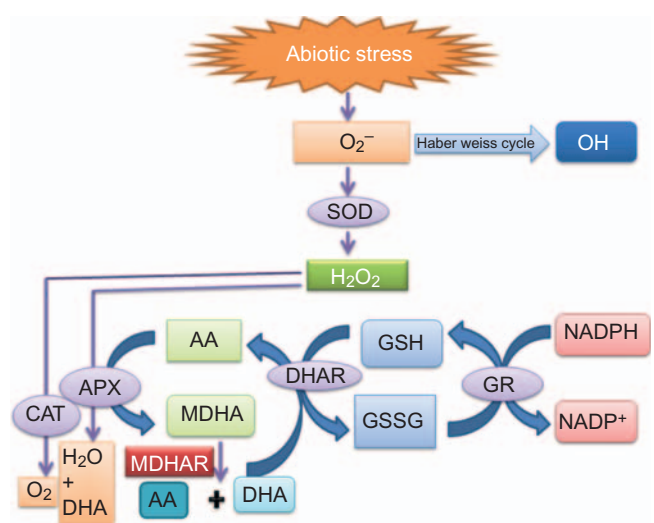 Abiotic stress
O₂⁻
Haber weiss cycle
OH
SOD
H₂O₂
AA
GSH
NADPH
DHAR
APX
GR
CAT
MDHA
GSSG
NADP⁺
H₂O
+
DHA
MDHAR
O₂
AA
+
DHA